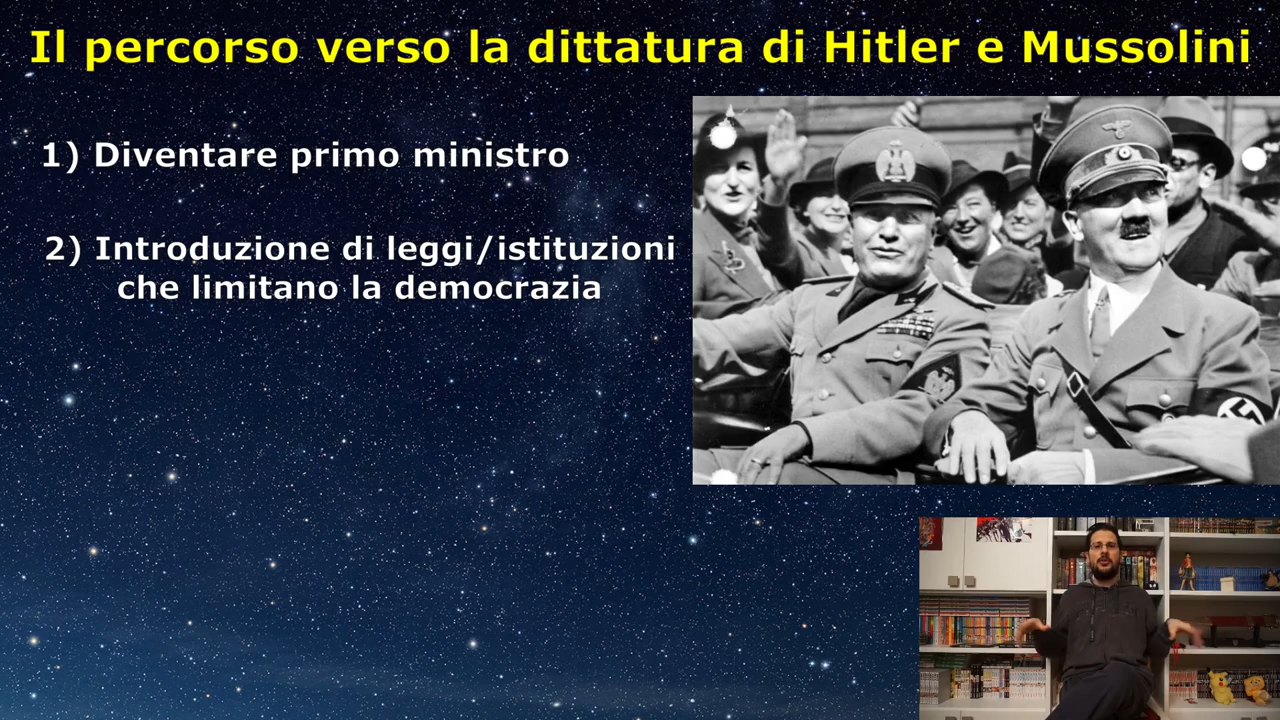 Il percorso verso la dittatura di Hitler e Mussolini
1) Diventare primo ministro
2) Introduzione di leggi/istituzioni
che limitano la democrazia